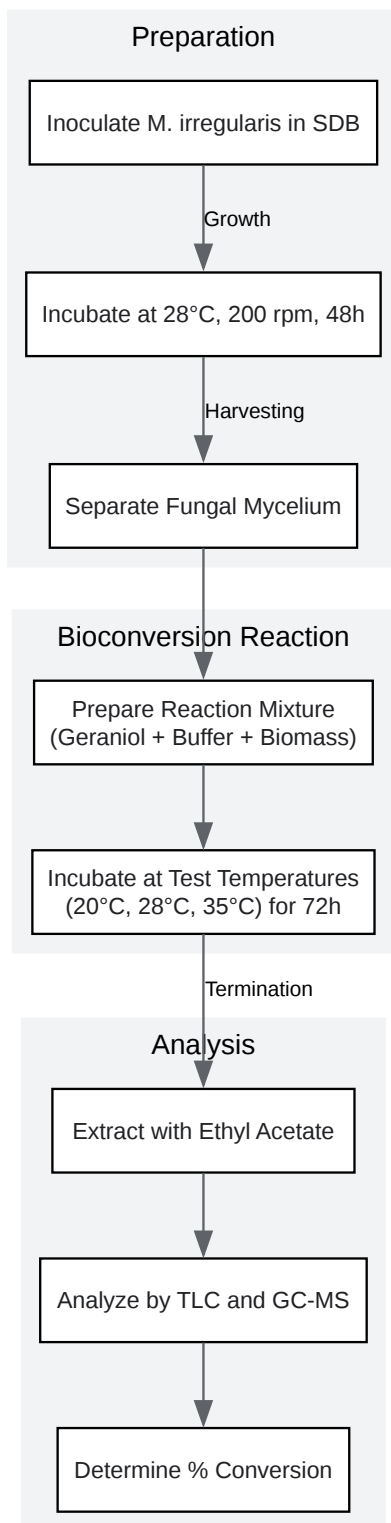 Preparation
Inoculate M. irregularis in SDB
Growth
Incubate at 28°C, 200 rpm, 48h
Harvesting
Separate Fungal Mycelium
Bioconversion Reaction
Prepare Reaction Mixture
(Geraniol + Buffer + Biomass)
Incubate at Test Temperatures
(20°C, 28°C, 35°C) for 72h
Termination
Analysis
Extract with Ethyl Acetate
Analyze by TLC and GC-MS
Determine % Conversion